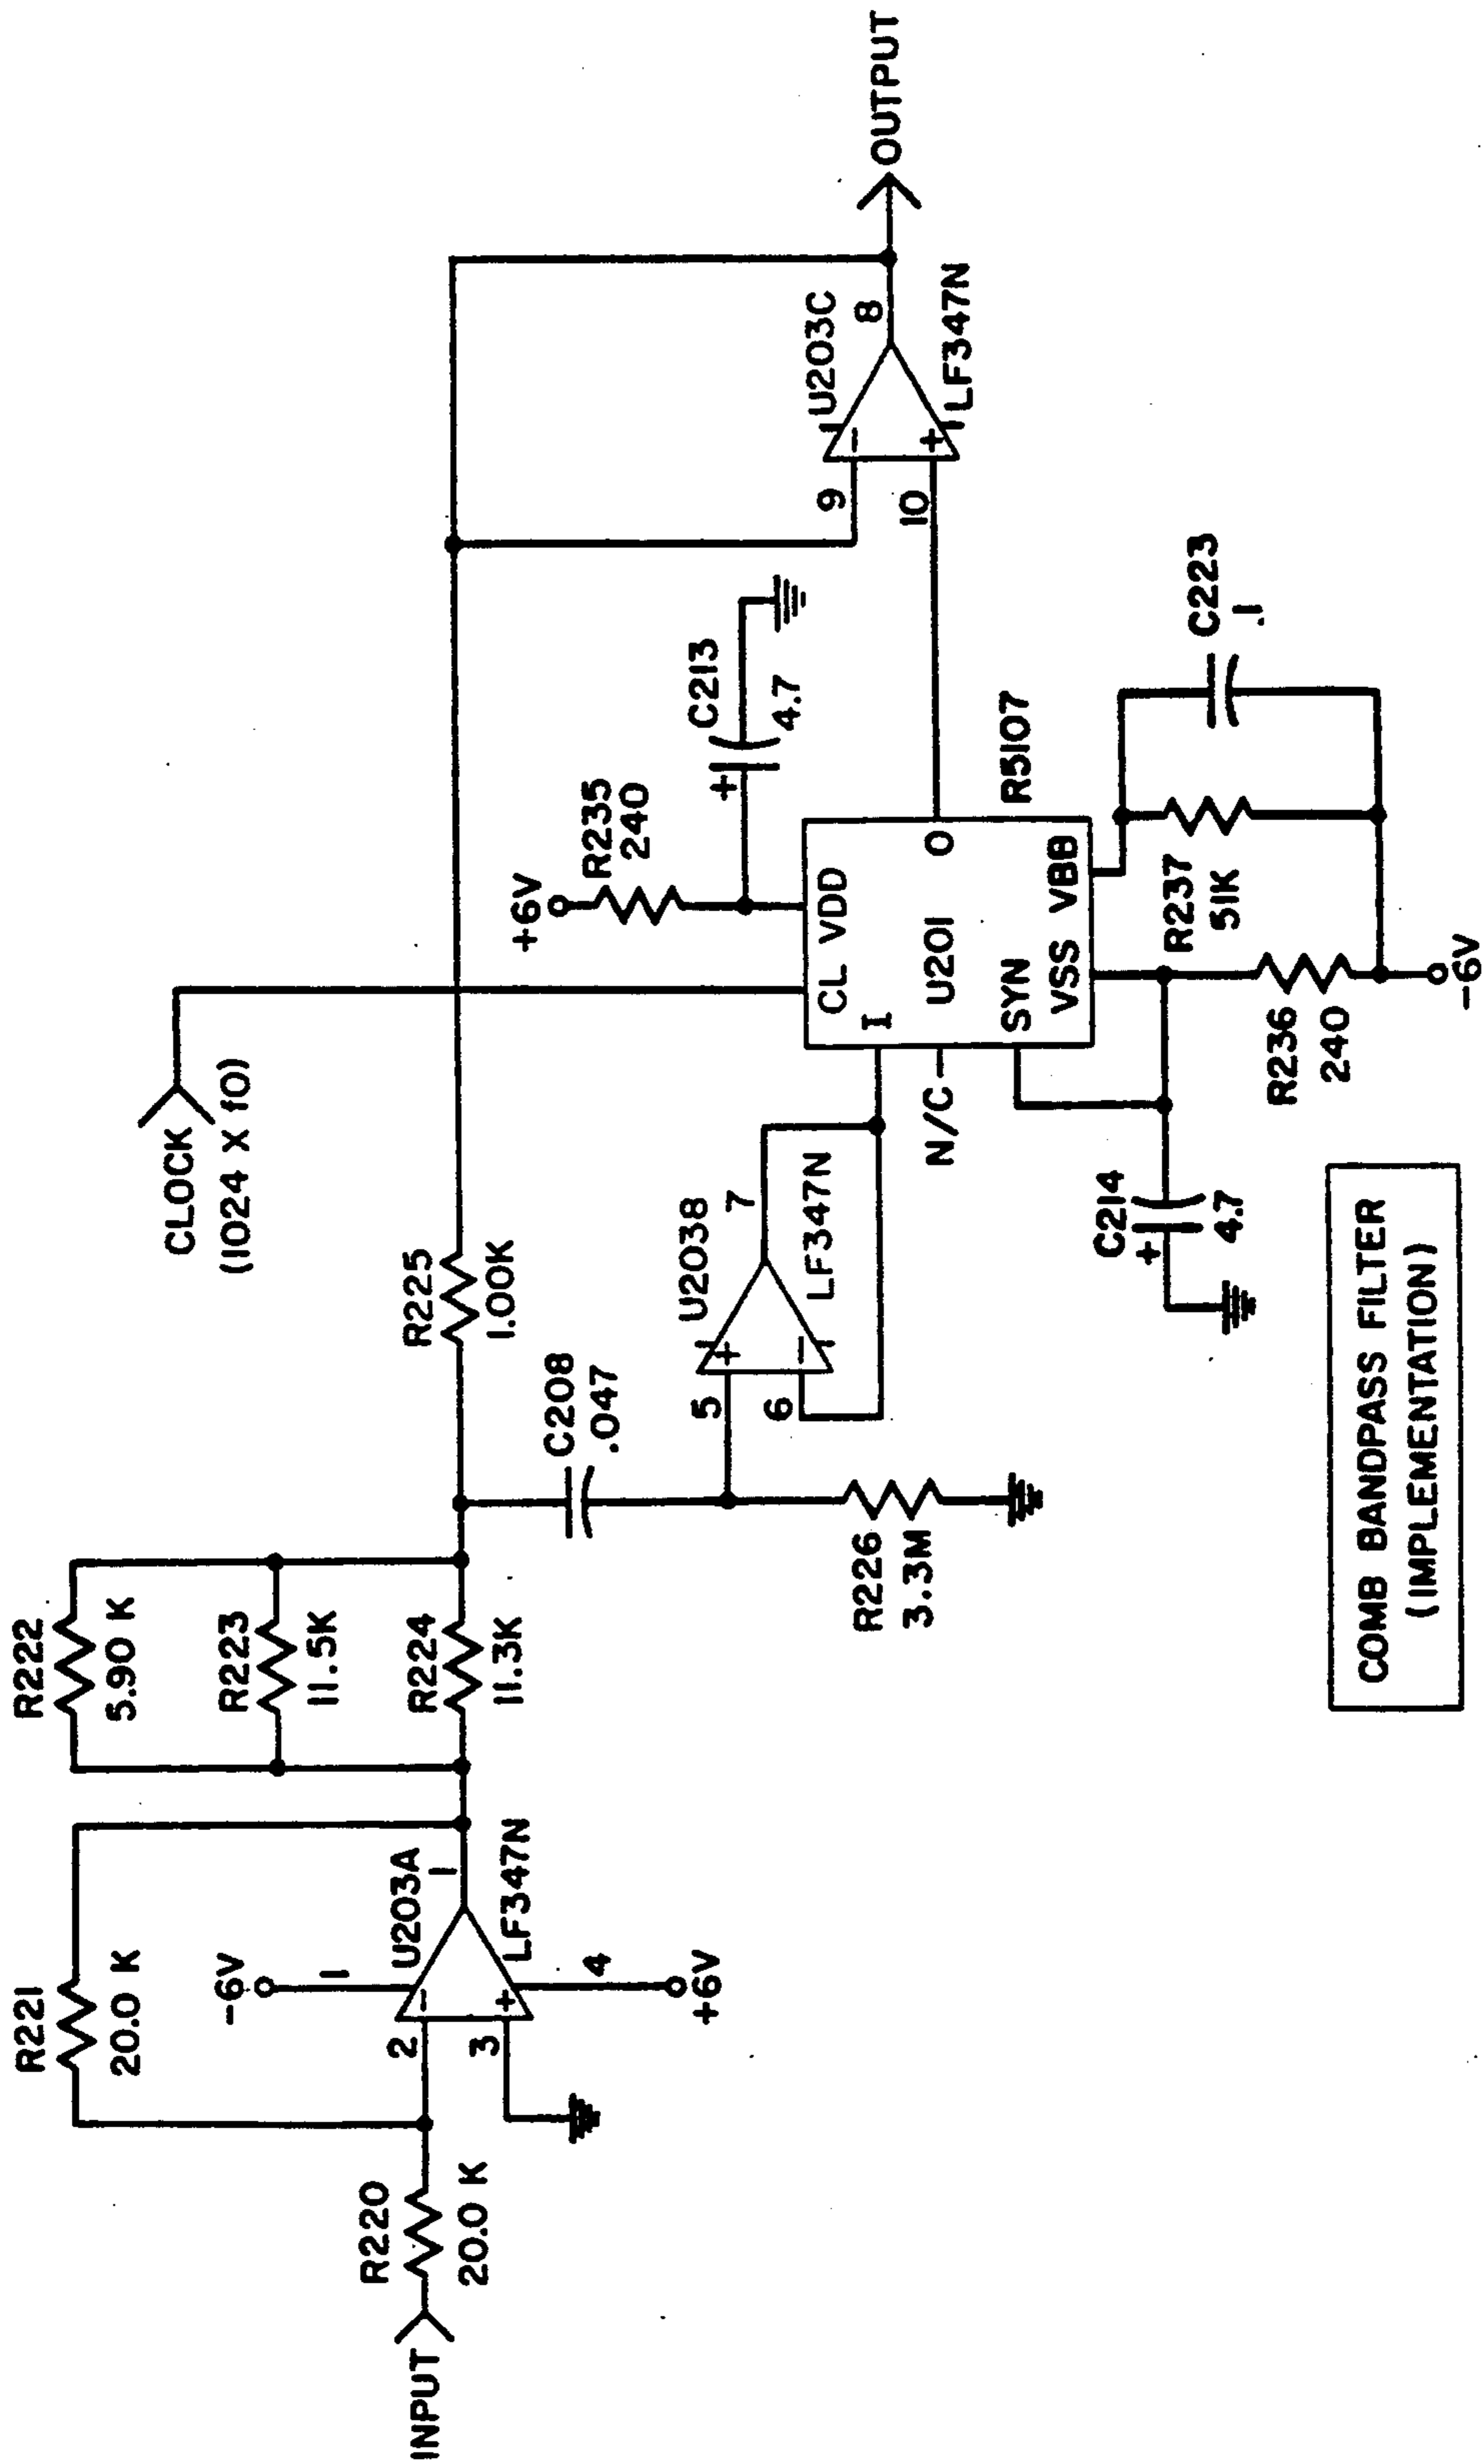 INPUT
R220
20.0 K
R221
20.0 K
-6V
1
2
3
U203A
1
LF347N
4
+6V
R222
5.90 K
R223
11.5K
R224
11.3K
R225
1.00K
C208
.047
R226
3.3M
5
6
U2038
7
LF347N
+
-
CLOCK
(1024 X f0)
+6V
R235
240
C213
+
4.7
CL VDD
I
O
N/C
U201
SYN
VSS VBB
R5107
C214
+
4.7
R236
240
-6V
R237
51K
C223
.1
9
10
-
+
U203C
8
LF347N
OUTPUT
COMB BANDPASS FILTER
(IMPLEMENTATION)